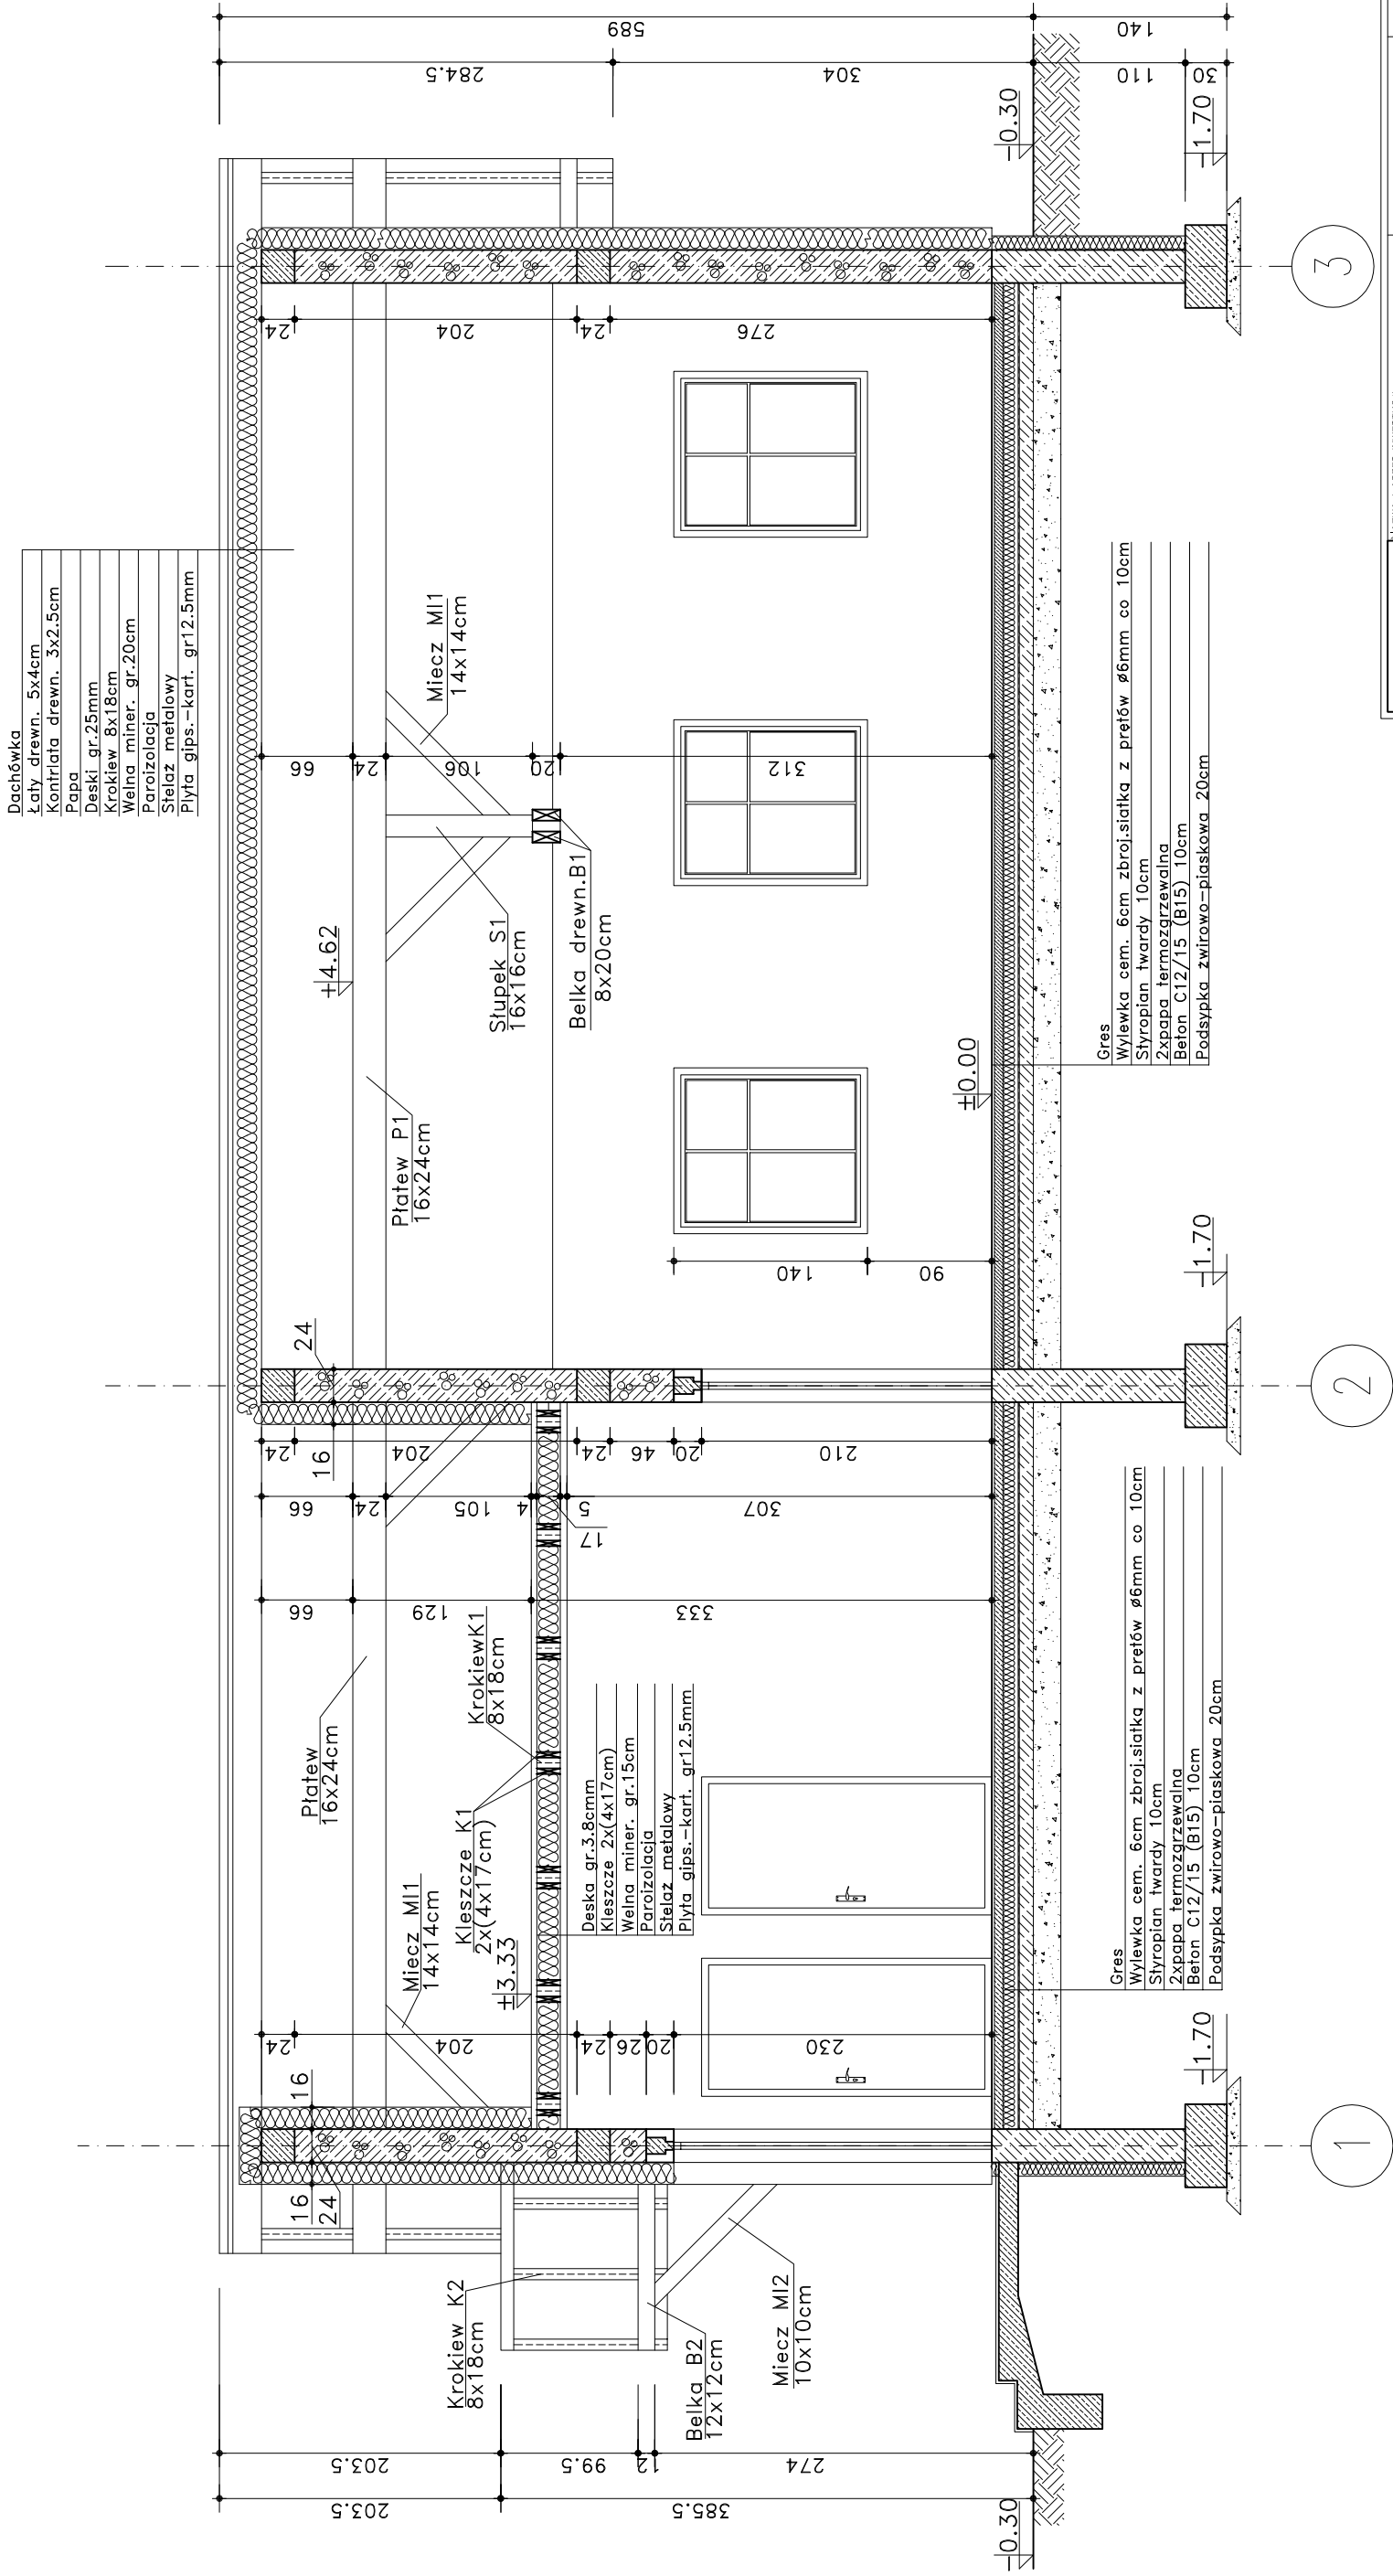 Dachówka
Łaty drewn. 5x4cm
Kontrłata drewn. 3x2.5cm
Papa
Deski gr.25mm
Krokiew 8x18cm
Wełna miner. gr.20cm
Paroizolacja
Stelaż metalowy
Płyta gips.-kart. gr12.5mm
203.5
203.5
385.5
99.5
12
274
-0.30
Krokiew K2
8x18cm
Belka B2
12x12cm
Miecz MI2
10x10cm
16
24
16
24
204
24
26
20
230
Miecz MI1
14x14cm
Płatew
16x24cm
Kleszcze K1
2x(4x17cm)
±3.33
KrokiewK1
8x18cm
Deska gr.3.8cmm
Kleszcze 2x(4x17cm)
Wełna miner. gr.15cm
Paroizolacja
Stelaż metalowy
Płyta gips.-kart. gr12.5mm
66
129
333
66
24
105
4
17
5
307
24
16
204
24
46
20
210
24
140
90
Płatew P1
16x24cm
+4.62
Słupek S1
16x16cm
Belka drewn.B1
8x20cm
Miecz MI1
14x14cm
66
24
106
20
312
±0.00
24
204
24
276
284.5
304
589
-0.30
110
30
140
-1.70
-1.70
-1.70
Gres
Wylewka cem. 6cm zbroj.siatką z prętów ø6mm co 10cm
Styropian twardy 10cm
2xpapa termozgrzewalna
Beton C12/15 (B15) 10cm
Podsypka żwirowo-piaskowa 20cm
Gres
Wylewka cem. 6cm zbroj.siatką z prętów ø6mm co 10cm
Styropian twardy 10cm
2xpapa termozgrzewalna
Beton C12/15 (B15) 10cm
Podsypka żwirowo-piaskowa 20cm
1
2
3